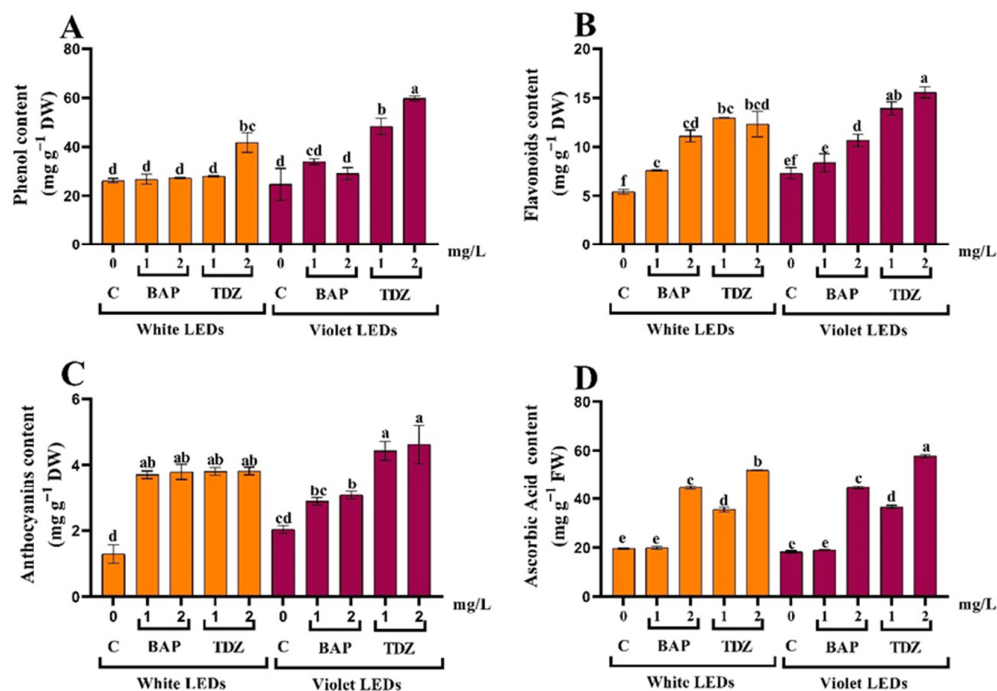 A
Phenol content
(mg g⁻¹ DW)
80
60
40
20
0
d d d d bc d cd d b a
0 1 2 1 2 0 1 2 1 2 mg/L
C BAP TDZ C BAP TDZ
White LEDs Violet LEDs
B
Flavonoids content
(mg g⁻¹ DW)
20
15
10
5
0
f c cd bc bcd ef e d ab a
0 1 2 1 2 0 1 2 1 2 mg/L
C BAP TDZ C BAP TDZ
White LEDs Violet LEDs
C
Anthocyanins content
(mg g⁻¹ DW)
6
4
2
0
d ab ab ab ab cd bc b a a
0 1 2 1 2 0 1 2 1 2 mg/L
C BAP TDZ C BAP TDZ
White LEDs Violet LEDs
D
Ascorbic Acid content
(mg g⁻¹ FW)
80
60
40
20
0
e e c d b e e c d a
0 1 2 1 2 0 1 2 1 2 mg/L
C BAP TDZ C BAP TDZ
White LEDs Violet LEDs